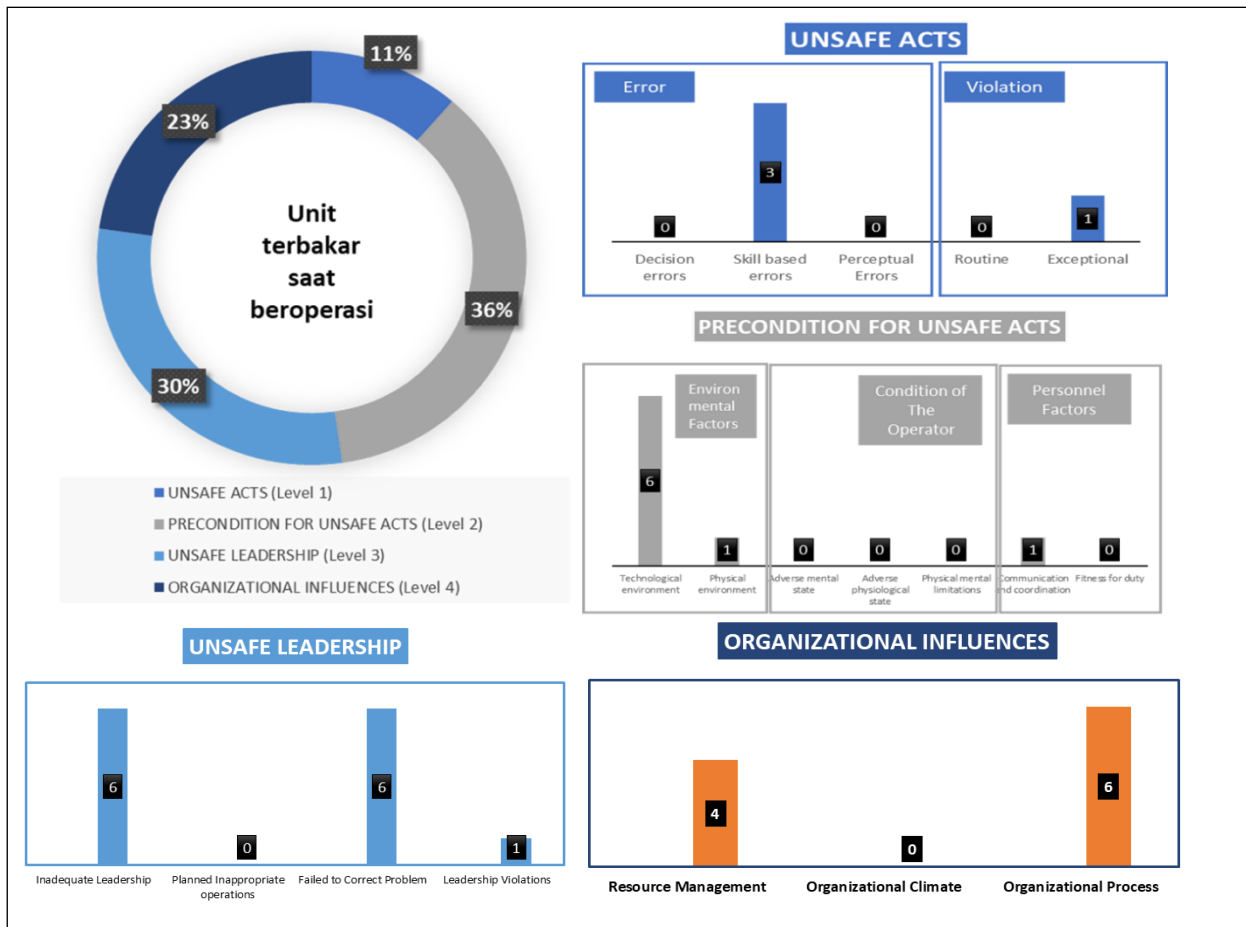 11%
23%
36%
30%
Unit
terbakar
saat
beroperasi
UNSAFE ACTS (Level 1)
PRECONDITION FOR UNSAFE ACTS (Level 2)
UNSAFE LEADERSHIP (Level 3)
ORGANIZATIONAL INFLUENCES (Level 4)
UNSAFE ACTS
Error
Violation
0
3
0
0
1
Decision
errors
Skill based
errors
Perceptual
Errors
Routine
Exceptional
PRECONDITION FOR UNSAFE ACTS
Environ
mental
Factors
Condition of
The
Operator
Personnel
Factors
6
1
0
0
0
1
0
Technological
environment
Physical
environment
Adverse mental
state
Adverse
physiological
state
Physical mental
limitations
Communication
and coordination
Fitness for duty
UNSAFE LEADERSHIP
6
0
6
1
Inadequate Leadership
Planned Inappropriate
operations
Failed to Correct Problem
Leadership Violations
ORGANIZATIONAL INFLUENCES
4
0
6
Resource Management
Organizational Climate
Organizational Process